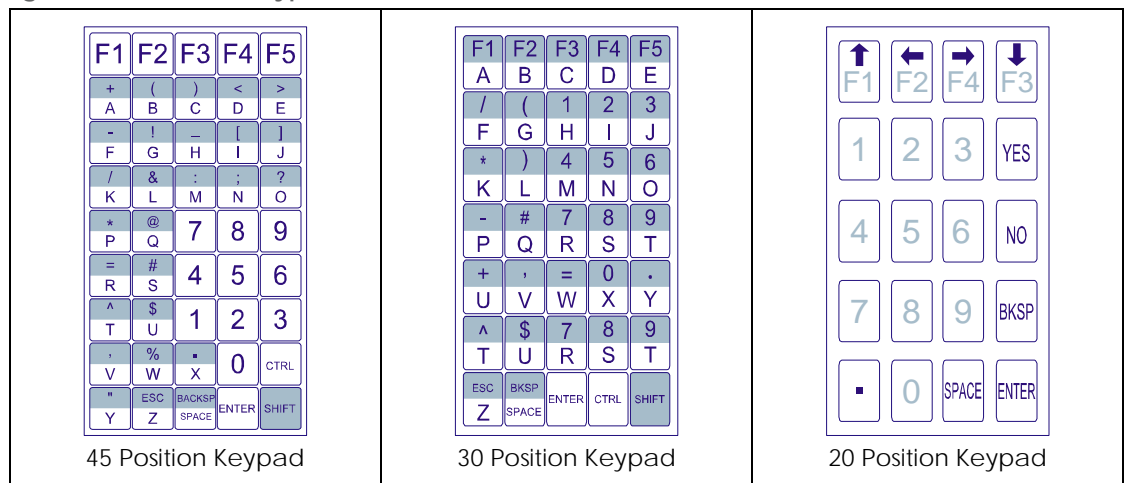 F1 F2 F3 F4 F5
+ ( ) < >
A B C D E
- ! _ [ ]
F G H I J
/ & : ; ?
K L M N O
* @ 7 8 9
P Q
= # 4 5 6
R S
^ $ 1 2 3
T U
, % . 0 CTRL
V W X
" ESC BACKSP ENTER SHIFT
Y Z SPACE
45 Position Keypad
F1 F2 F3 F4 F5
A B C D E
/ ( 1 2 3
F G H I J
* ) 4 5 6
K L M N O
- # 7 8 9
P Q R S T
+ , = 0 .
U V W X Y
^ $ 7 8 9
T U R S T
ESC BKSP ENTER CTRL SHIFT
Z SPACE
30 Position Keypad
F1 F2 F4 F3
1 2 3 YES
4 5 6 NO
7 8 9 BKSP
. 0 SPACE ENTER
20 Position Keypad